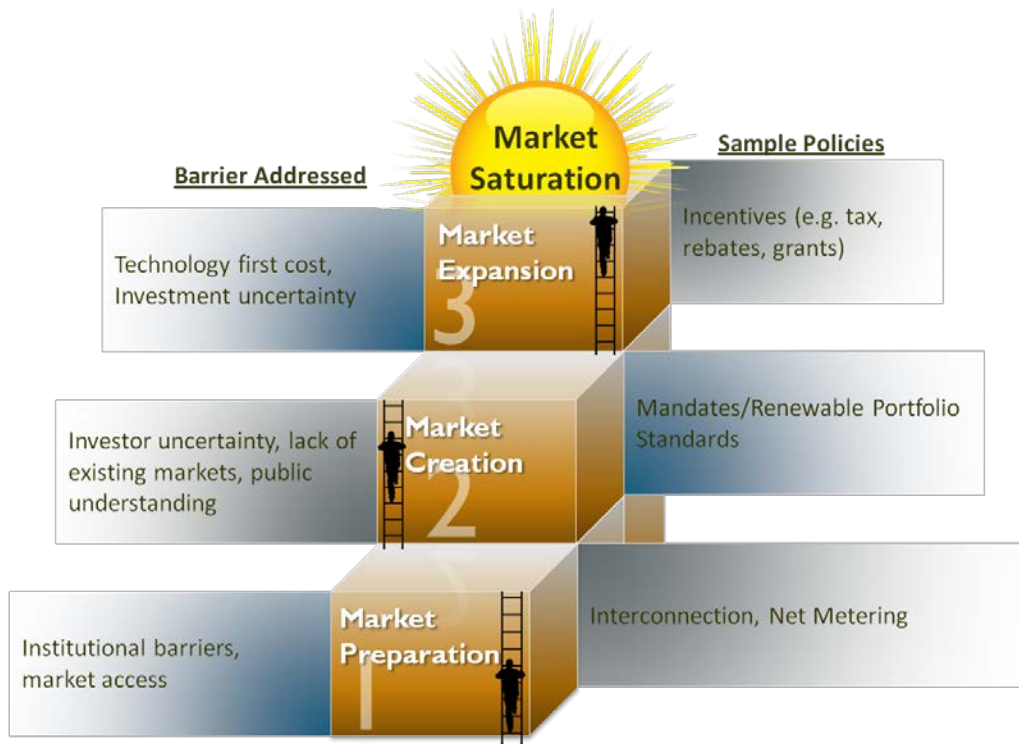 Market
Saturation
Barrier Addressed
Sample Policies
Technology first cost,
Investment uncertainty
Market
Expansion
3
Incentives (e.g. tax,
rebates, grants)
Investor uncertainty, lack of
existing markets, public
understanding
Market
Creation
2
Mandates/Renewable Portfolio
Standards
Institutional barriers,
market access
Market
Preparation
1
Interconnection, Net Metering